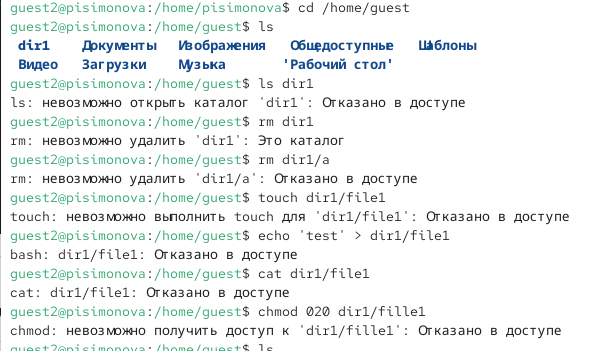 guest2@pisimonova:/home/pisimonova$ cd /home/guest
guest2@pisimonova:/home/guest$ ls
dir1 Документы Изображения Общедоступные Шаблоны
Видео Загрузки Музыка 'Рабочий стол'
guest2@pisimonova:/home/guest$ ls dir1
ls: невозможно открыть каталог 'dir1': Отказано в доступе
guest2@pisimonova:/home/guest$ rm dir1
rm: невозможно удалить 'dir1': Это каталог
guest2@pisimonova:/home/guest$ rm dir1/a
rm: невозможно удалить 'dir1/a': Отказано в доступе
guest2@pisimonova:/home/guest$ touch dir1/file1
touch: невозможно выполнить touch для 'dir1/file1': Отказано в доступе
guest2@pisimonova:/home/guest$ echo 'test' > dir1/file1
bash: dir1/file1: Отказано в доступе
guest2@pisimonova:/home/guest$ cat dir1/file1
cat: dir1/file1: Отказано в доступе
guest2@pisimonova:/home/guest$ chmod 020 dir1/fille1
chmod: невозможно получить доступ к 'dir1/fille1': Отказано в доступе
guest2@pisimonova:/home/guest$ ls